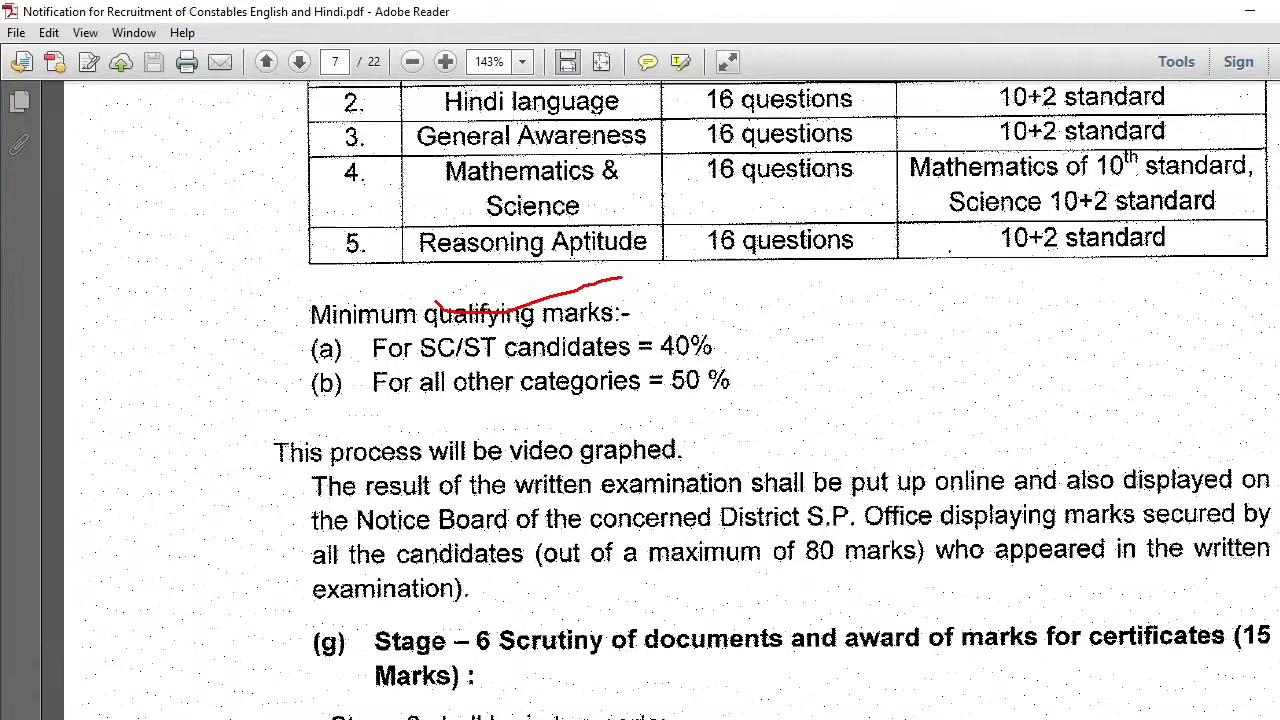 Notification for Recruitment of Constables English and Hindi.pdf - Adobe Reader
File Edit View Window Help
7 / 22 143% Tools Sign
2. Hindi language 16 questions 10+2 standard
3. General Awareness 16 questions 10+2 standard
4. Mathematics & 16 questions Mathematics of 10th standard,
Science Science 10+2 standard
5. Reasoning Aptitude 16 questions 10+2 standard
Minimum qualifying marks:-
(a) For SC/ST candidates = 40%
(b) For all other categories = 50 %
This process will be video graphed.
The result of the written examination shall be put up online and also displayed on
the Notice Board of the concerned District S.P. Office displaying marks secured by
all the candidates (out of a maximum of 80 marks) who appeared in the written
examination).
(g) Stage – 6 Scrutiny of documents and award of marks for certificates (15
Marks) :